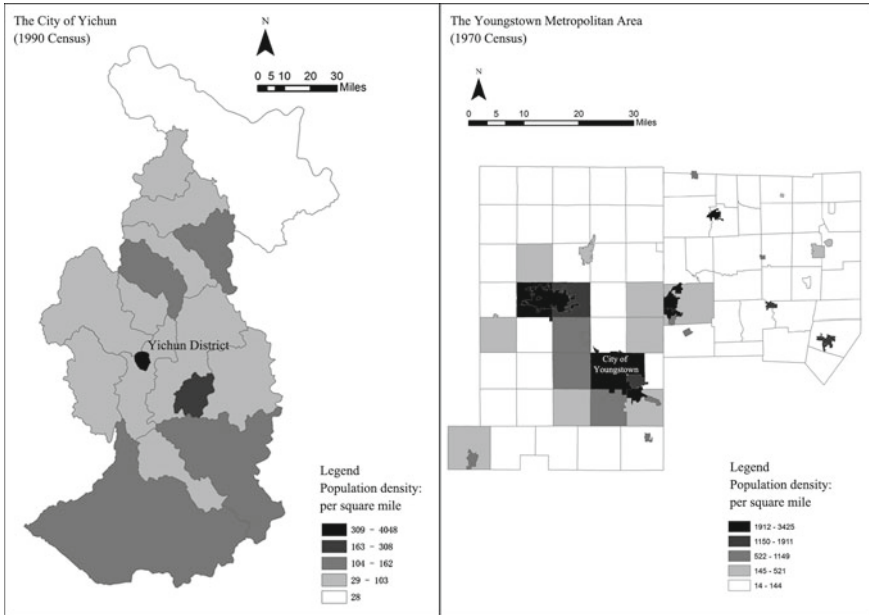 The City of Yichun
(1990 Census)
N
0 5 10 20 30
Miles
Yichun District
Legend
Population density:
per square mile
309 - 4048
163 - 308
104 - 162
29 - 103
28
The Youngstown Metropolitan Area
(1970 Census)
N
0 5 10 20 30
Miles
City of
Youngstown
Legend
Population density:
per square mile
1912 - 3425
1150 - 1911
522 - 1149
145 - 521
14 - 144